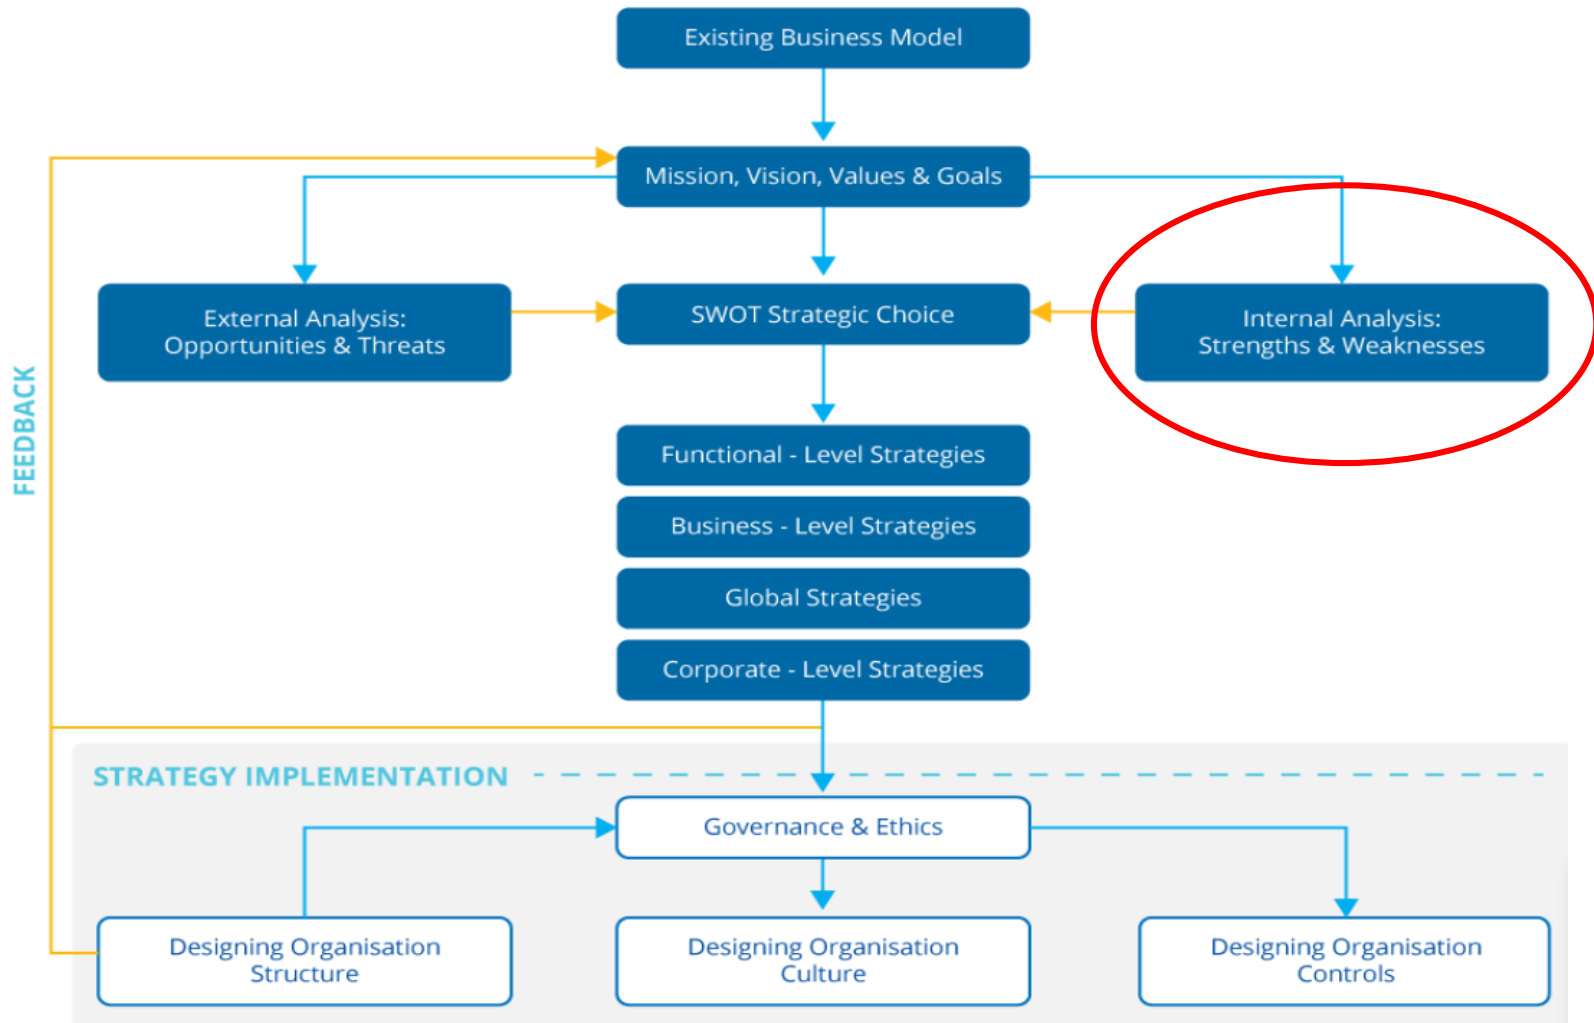 Existing Business Model
Mission, Vision, Values & Goals
External Analysis:
Opportunities & Threats
SWOT Strategic Choice
Internal Analysis:
Strengths & Weaknesses
FEEDBACK
Functional - Level Strategies
Business - Level Strategies
Global Strategies
Corporate - Level Strategies
STRATEGY IMPLEMENTATION
Governance & Ethics
Designing Organisation
Structure
Designing Organisation
Culture
Designing Organisation
Controls